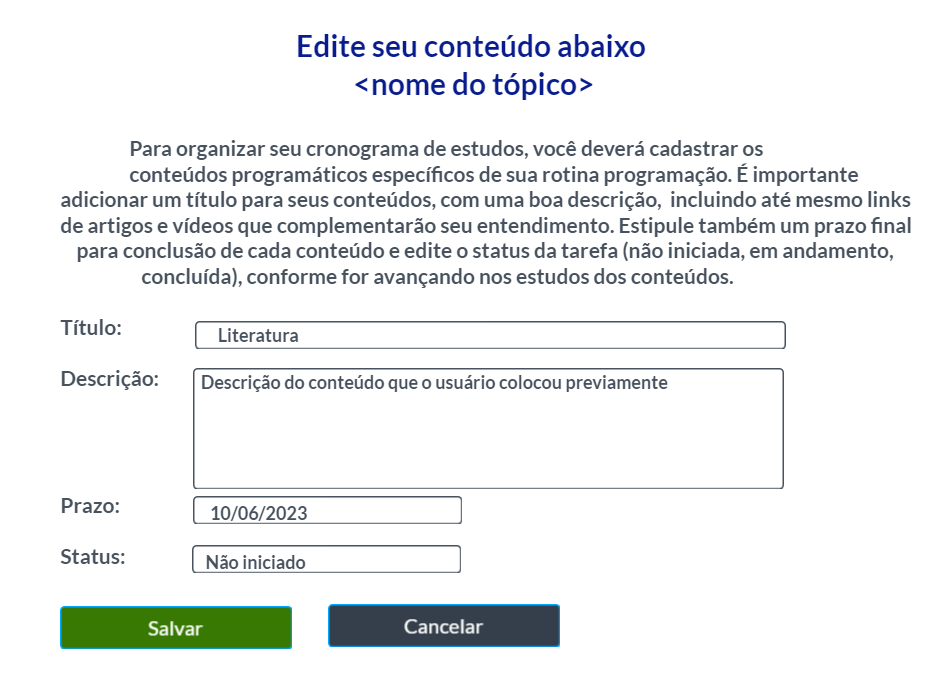 Edite seu conteúdo abaixo
<nome do tópico>
Para organizar seu cronograma de estudos, você deverá cadastrar os
conteúdos programáticos específicos de sua rotina programação. É importante
adicionar um título para seus conteúdos, com uma boa descrição, incluindo até mesmo links
de artigos e vídeos que complementarão seu entendimento. Estipule também um prazo final
para conclusão de cada conteúdo e edite o status da tarefa (não iniciada, em andamento,
concluída), conforme for avançando nos estudos dos conteúdos.
Título: Literatura
Descrição: Descrição do conteúdo que o usuário colocou previamente
Prazo: 10/06/2023
Status: Não iniciado
Salvar Cancelar